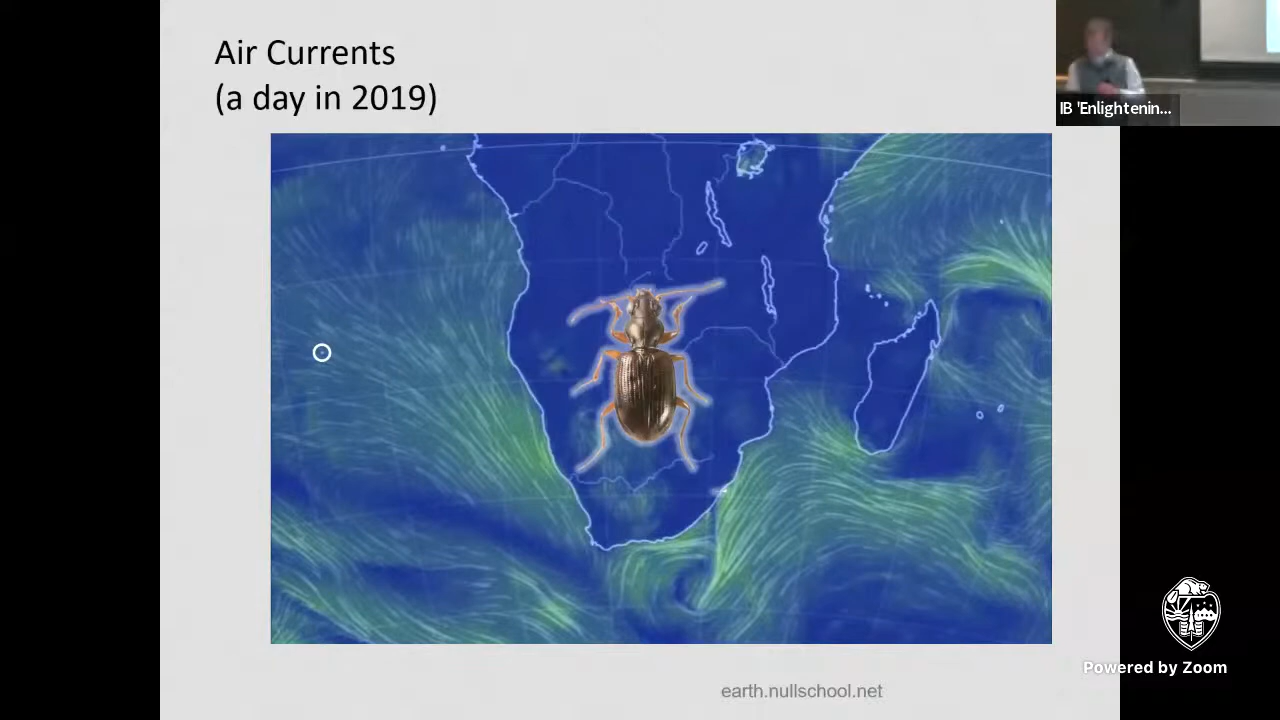 Air Currents
(a day in 2019)
IB 'Enlightenin...
Powered by Zoom
earth.nullschool.net